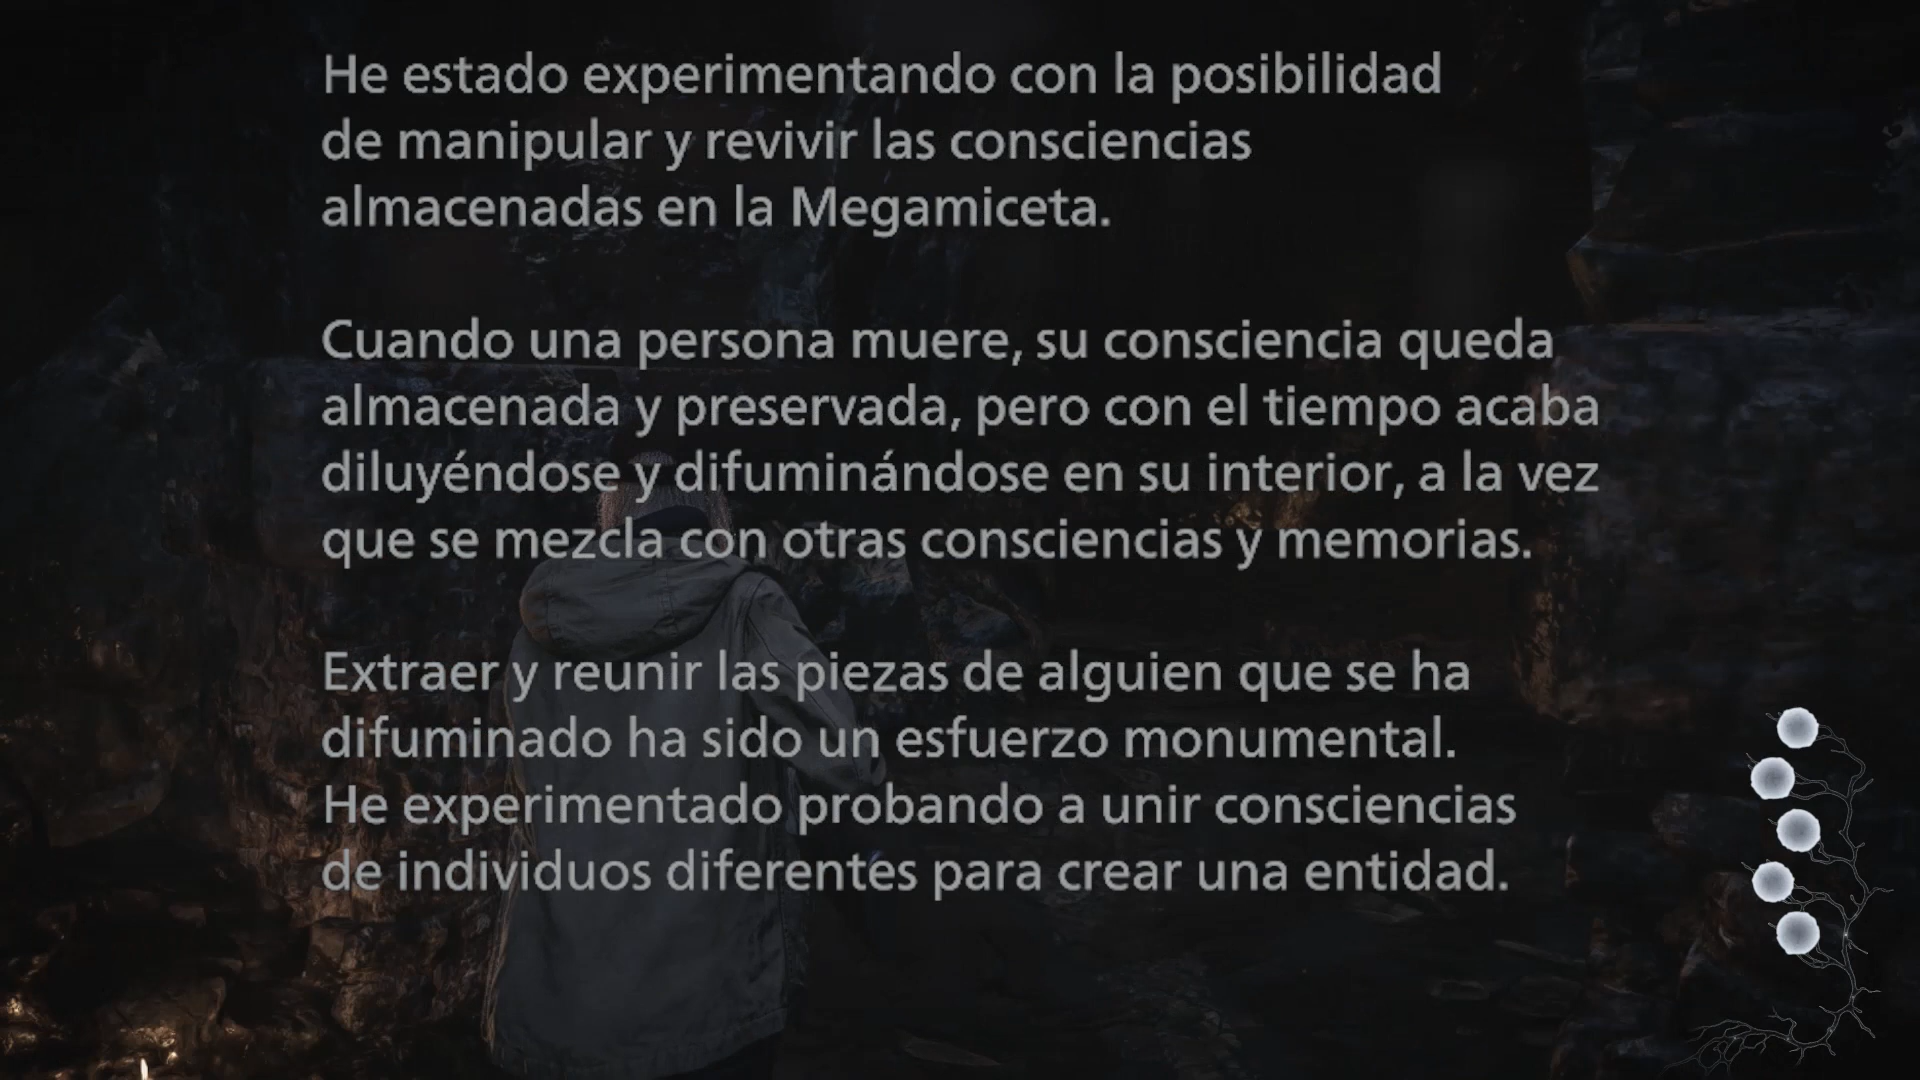 He estado experimentando con la posibilidad
de manipular y revivir las consciencias
almacenadas en la Megamiceta.
Cuando una persona muere, su consciencia queda
almacenada y preservada, pero con el tiempo acaba
diluyéndose y difuminándose en su interior, a la vez
que se mezcla con otras consciencias y memorias.
Extraer y reunir las piezas de alguien que se ha
difuminado ha sido un esfuerzo monumental.
He experimentado probando a unir consciencias
de individuos diferentes para crear una entidad.